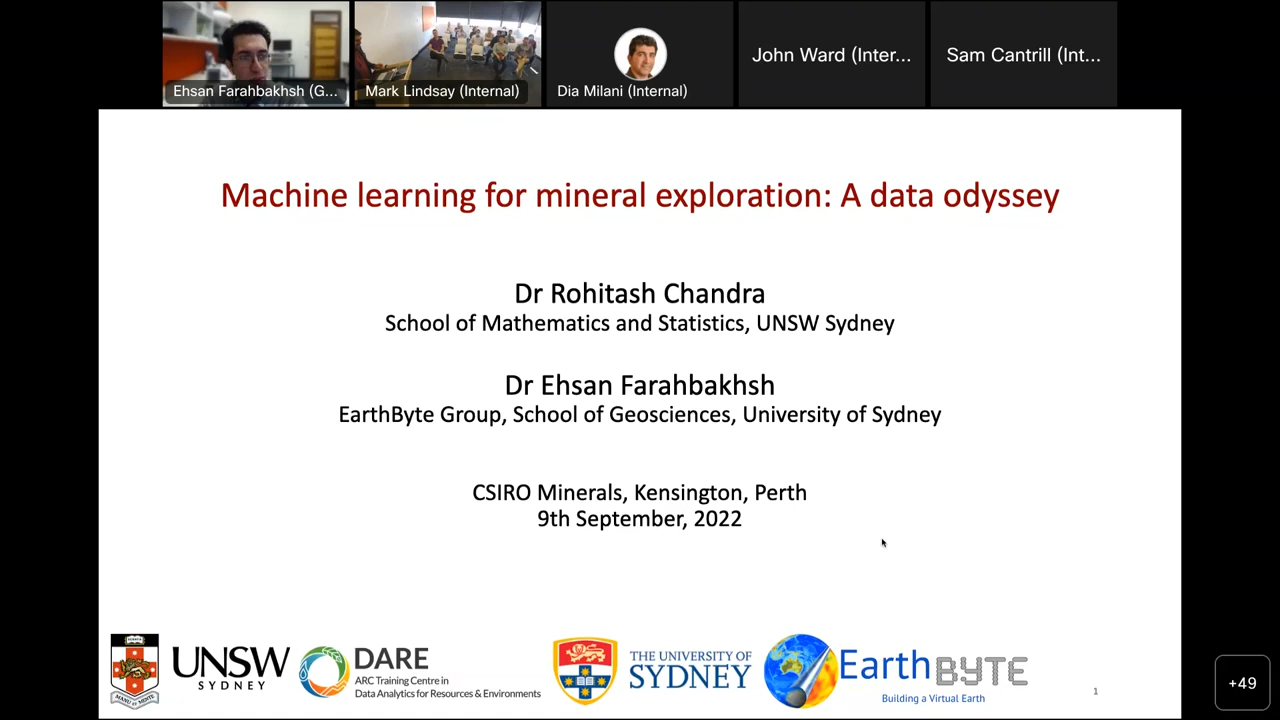 Ehsan Farahbakhsh (G...
Mark Lindsay (Internal)
Dia Milani (Internal)
John Ward (Inter...
Sam Cantrill (Int...
Machine learning for mineral exploration: A data odyssey
Dr Rohitash Chandra
School of Mathematics and Statistics, UNSW Sydney
Dr Ehsan Farahbakhsh
EarthByte Group, School of Geosciences, University of Sydney
CSIRO Minerals, Kensington, Perth
9th September, 2022
UNSW
SYDNEY
DARE
ARC Training Centre in
Data Analytics for Resources & Environments
THE UNIVERSITY OF
SYDNEY
EarthBYTE
Building a Virtual Earth
1
+49